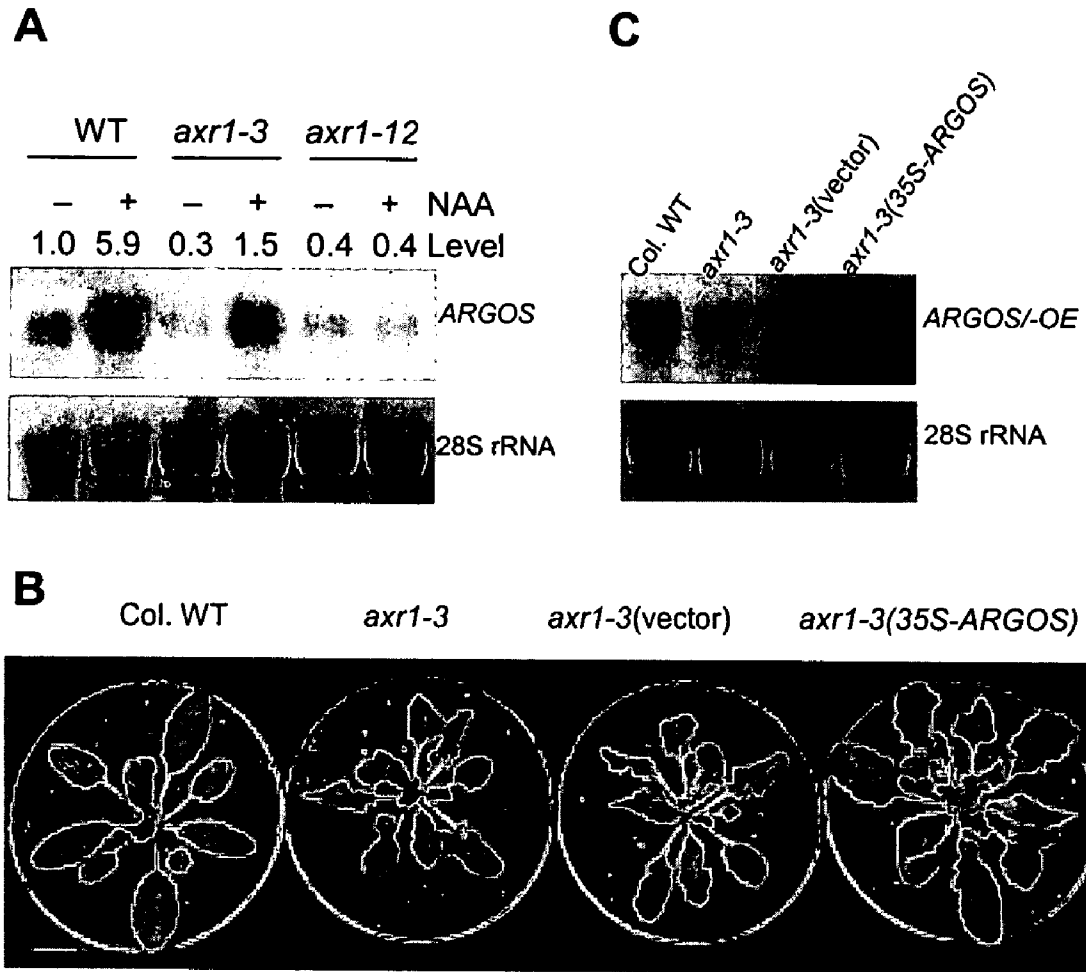 A
WT axr1-3 axr1-12
– + – + – + NAA
1.0 5.9 0.3 1.5 0.4 0.4 Level
ARGOS
28S rRNA
C
Col. WT
axr1-3
axr1-3(vector)
axr1-3(35S-ARGOS)
ARGOS/-OE
28S rRNA
B
Col. WT axr1-3 axr1-3(vector) axr1-3(35S-ARGOS)